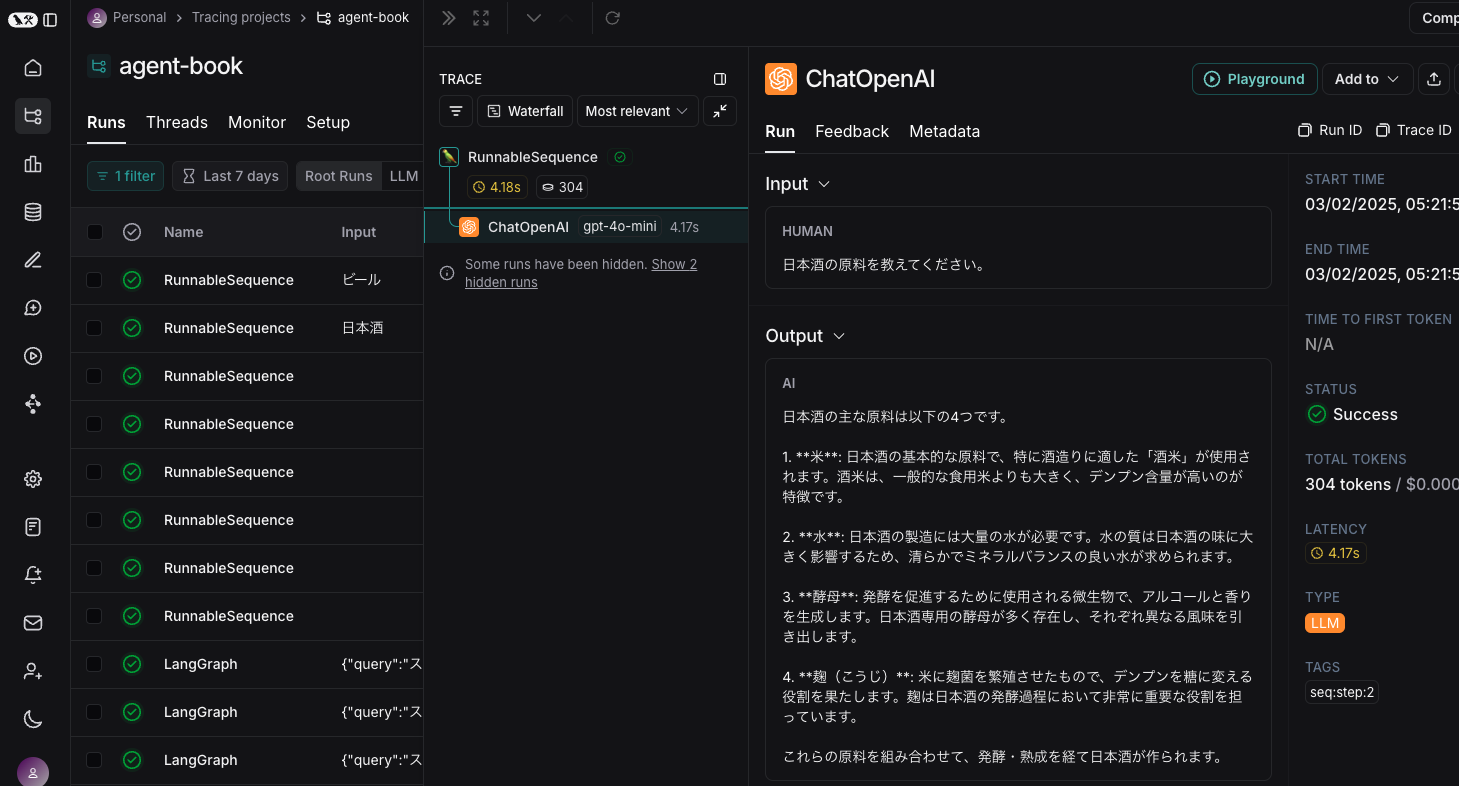 Personal > Tracing projects > agent-book
agent-book
Runs Threads Monitor Setup
1 filter Last 7 days Root Runs LLM
Name Input
RunnableSequence ビール
RunnableSequence 日本酒
RunnableSequence
RunnableSequence
RunnableSequence
RunnableSequence
RunnableSequence
RunnableSequence
LangGraph {"query":"ス
LangGraph {"query":"ス
LangGraph {"query":"ス
TRACE
Waterfall Most relevant
RunnableSequence
4.18s 304
ChatOpenAI gpt-4o-mini 4.17s
Some runs have been hidden. Show 2
hidden runs
Comp
ChatOpenAI
Playground Add to
Run Feedback Metadata
Run ID Trace ID
Input
HUMAN
日本酒の原料を教えてください。
Output
AI
日本酒の主な原料は以下の4つです。
1. **米**: 日本酒の基本的な原料で、特に酒造りに適した「酒米」が使用さ
れます。酒米は、一般的な食用米よりも大きく、デンプン含量が高いのが
特徴です。
2. **水**: 日本酒の製造には大量の水が必要です。水の質は日本酒の味に大
きく影響するため、清らかでミネラルバランスの良い水が求められます。
3. **酵母**: 発酵を促進するために使用される微生物で、アルコールと香り
を生成します。日本酒専用の酵母が多く存在し、それぞれ異なる風味を引
き出します。
4. **麹（こうじ）**: 米に麹菌を繁殖させたもので、デンプンを糖に変える
役割を果たします。麹は日本酒の発酵過程において非常に重要な役割を担
っています。
これらの原料を組み合わせて、発酵・熟成を経て日本酒が作られます。
START TIME
03/02/2025, 05:21:5
END TIME
03/02/2025, 05:21:5
TIME TO FIRST TOKEN
N/A
STATUS
Success
TOTAL TOKENS
304 tokens / $0.000
LATENCY
4.17s
TYPE
LLM
TAGS
seq:step:2